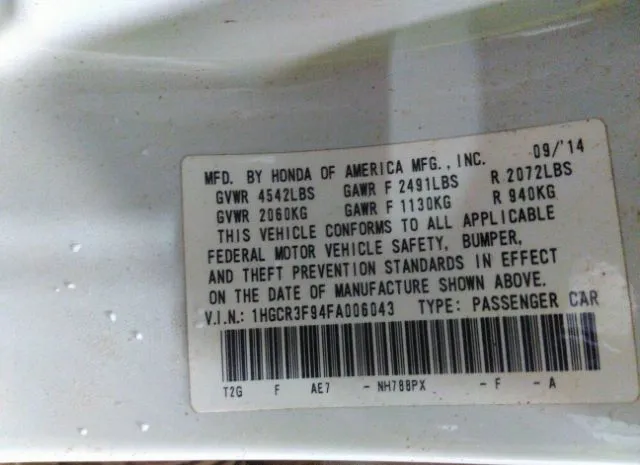 MFD. BY HONDA OF AMERICA MFG., INC. 09/'14
GVWR 4542LBS GAWR F 2491LBS R 2072LBS
GVWR 2060KG GAWR F 1130KG R 940KG
THIS VEHICLE CONFORMS TO ALL APPLICABLE
FEDERAL MOTOR VEHICLE SAFETY, BUMPER,
AND THEFT PREVENTION STANDARDS IN EFFECT
ON THE DATE OF MANUFACTURE SHOWN ABOVE.
V.I.N.: 1HGCR3F94FA006043 TYPE: PASSENGER CAR
T2G F AE7 - NH788PX - F - A